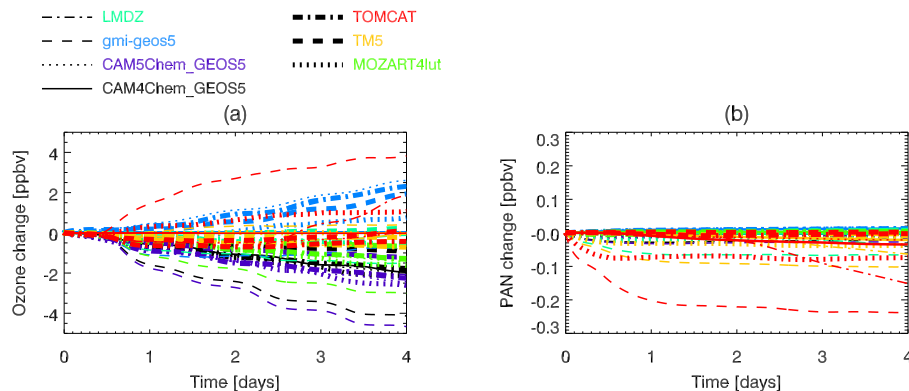 LMDZ TOMCAT
gmi-geos5 TM5
CAM5Chem_GEOS5 MOZART4lut
CAM4Chem_GEOS5
(a) (b)
4 0.3
0.2
2
0.1
0 -0.0
-0.1
-2
-0.2
-4
-0.3
Ozone change [ppbv] PAN change [ppbv]
0 1 2 3 4 0 1 2 3 4
Time [days] Time [days]